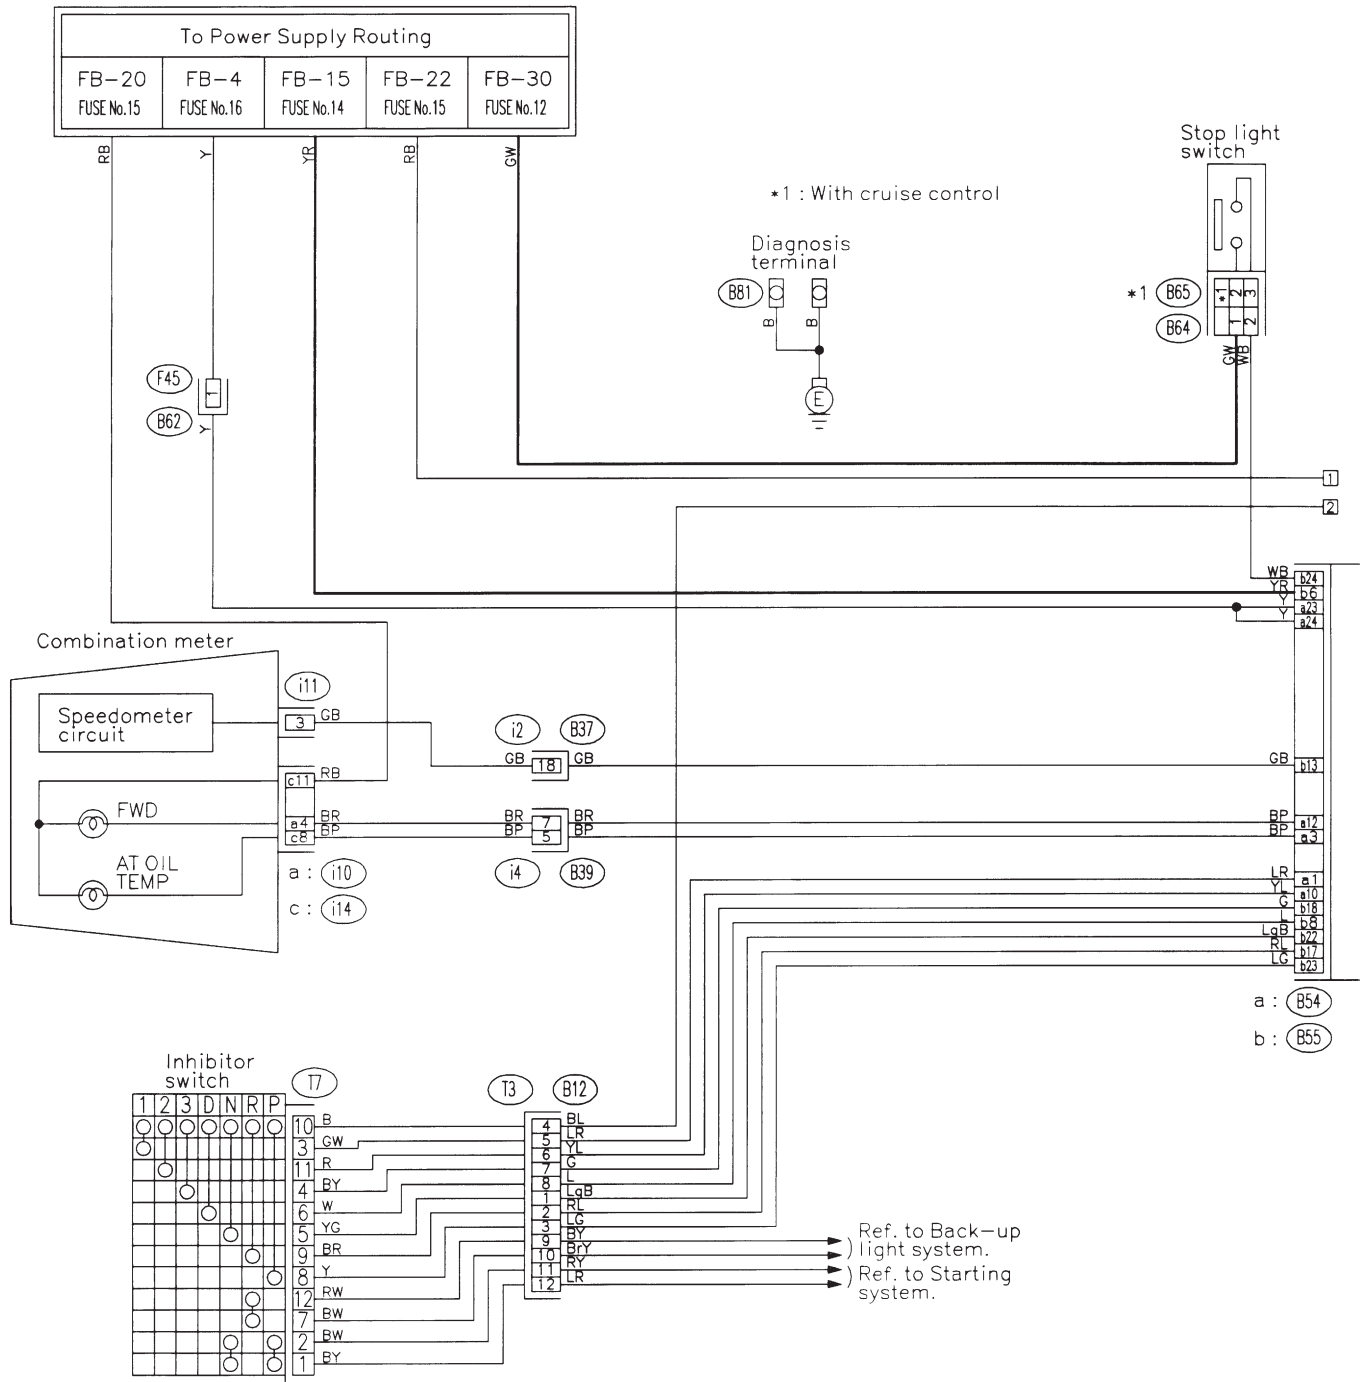 To Power Supply Routing
FB-20 FB-4 FB-15 FB-22 FB-30
FUSE No.15 FUSE No.16 FUSE No.14 FUSE No.15 FUSE No.12
RB Y YR RB GW
Stop light
switch
*1 : With cruise control
Diagnosis
terminal
B81
B B
E
*1 B65 *1 2 3
B64 1 2
GW WB
F45
1
B62
Y
1
2
WB b24
YR b6
Y a23
Y a24
Combination meter
i11
Speedometer
circuit
3 GB
i2 B37
GB 18 GB
GB b13
c11 RB
FWD
a4 BR
c8 BP
BR 7 BR
BP 5 BP
BP a12
BP a3
AT OIL
TEMP
a : i10
c : i14
i4 B39
LR a1
YL a10
G b18
L b8
LgB b22
RL b17
LG b23
a : B54
b : B55
Inhibitor
switch
T7
T3 B12
1 2 3 D N R P
10 B
3 GW
11 R
4 BY
6 W
5 YG
9 BR
8 Y
12 RW
7 BW
2 BW
1 BY
4 BL
5 LR
6 YL
7 G
8 L
1 LgB
2 RL
3 LG
9 BY
10 BrY
11 RY
12 LR
Ref. to Back-up
light system.
Ref. to Starting
system.